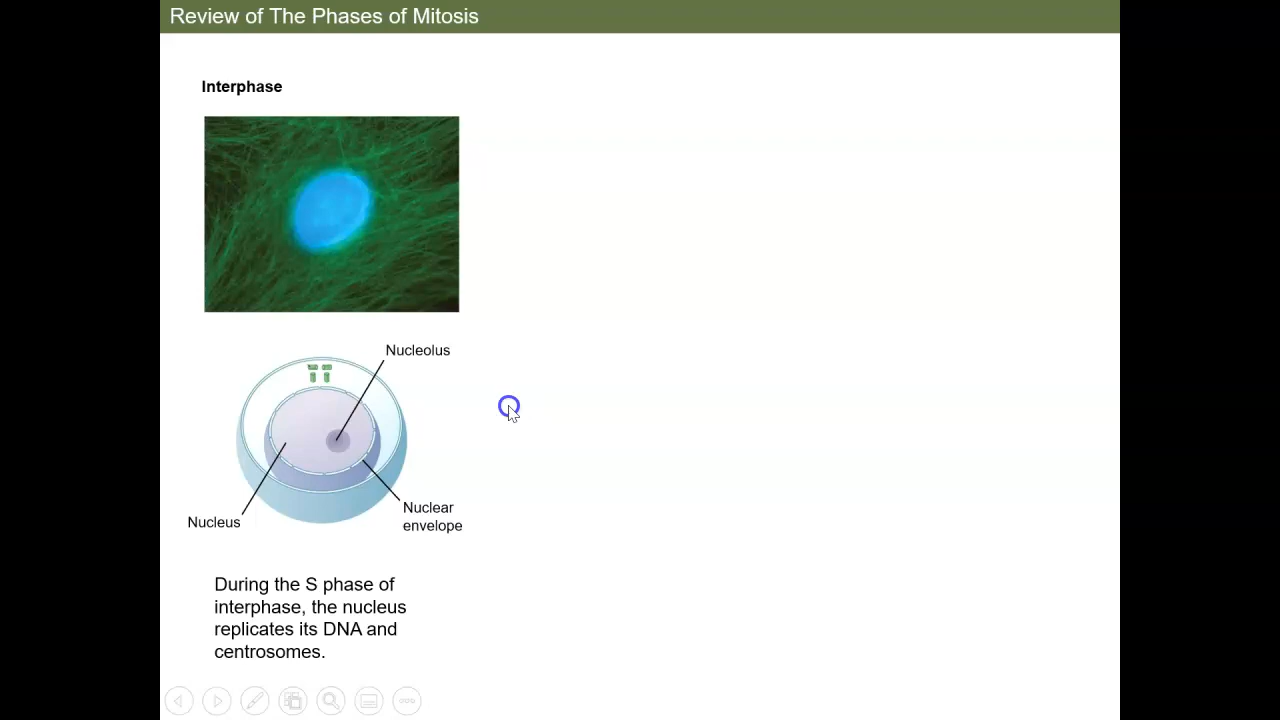 Review of The Phases of Mitosis
Interphase
Nucleolus
Nucleus
Nuclear
envelope
During the S phase of
interphase, the nucleus
replicates its DNA and
centrosomes.